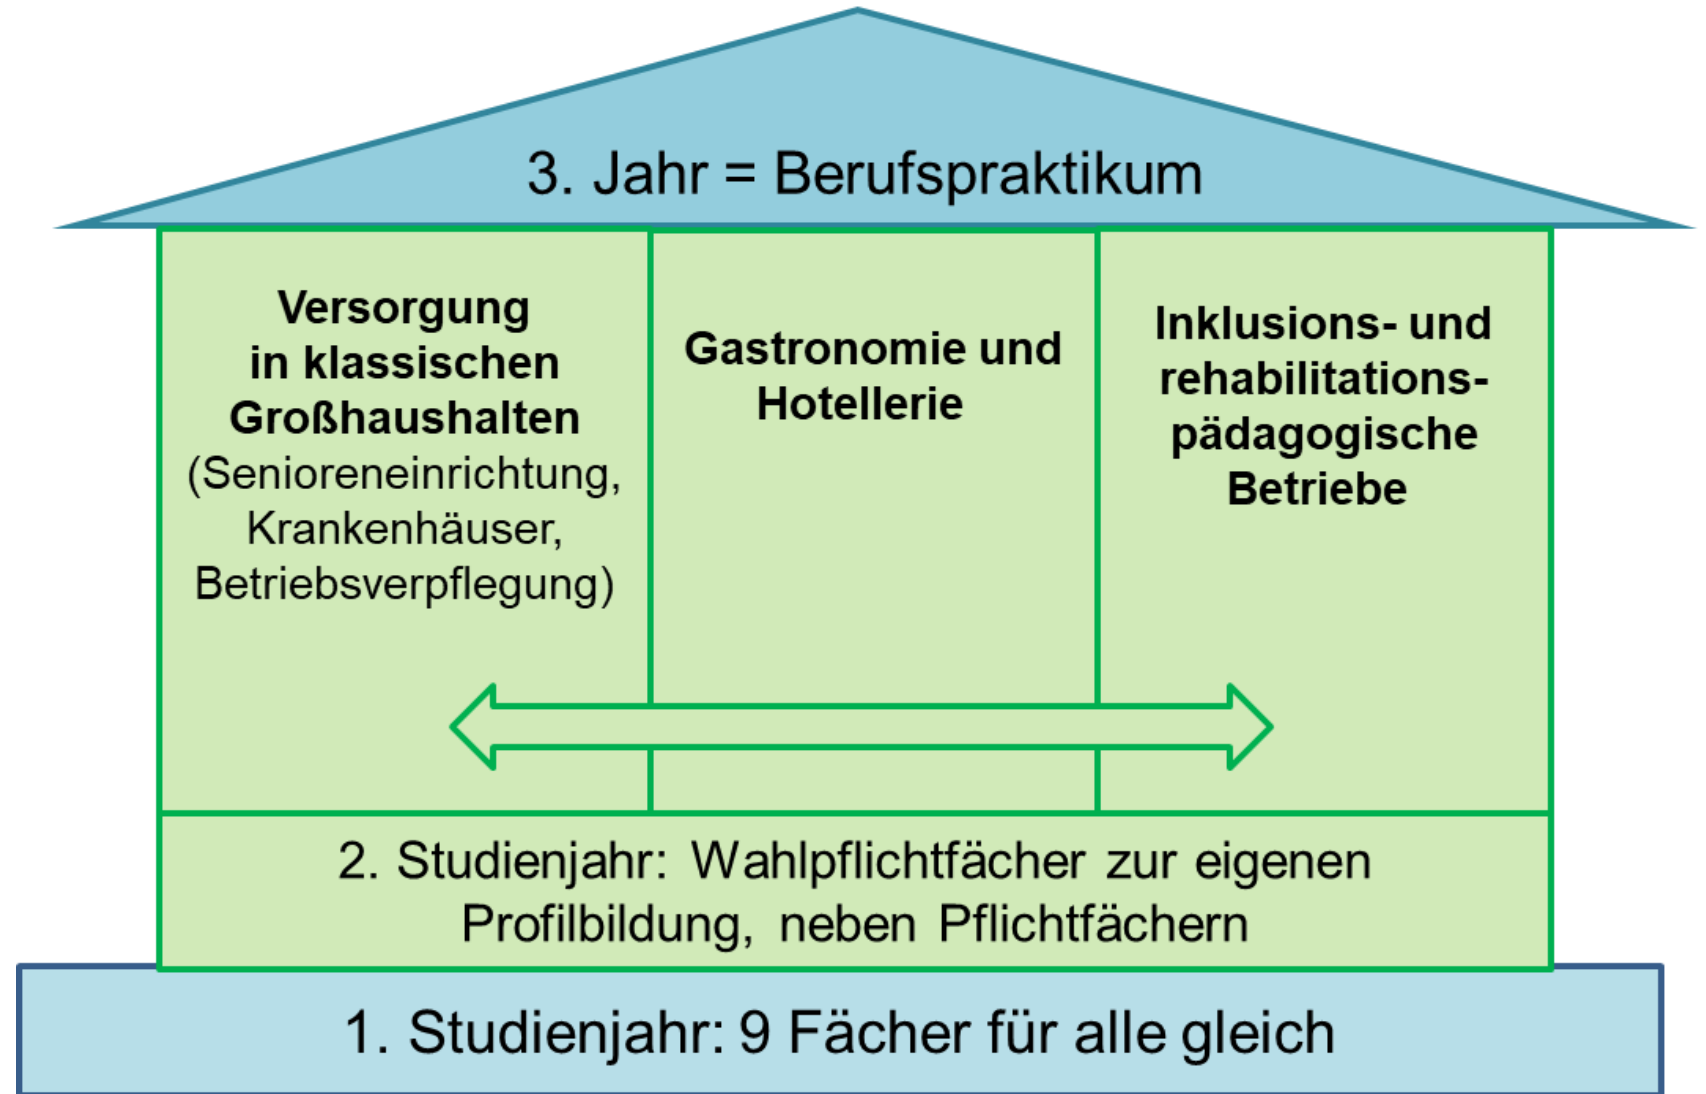 3. Jahr = Berufspraktikum
Versorgung
in klassischen
Großhaushalten
(Senioreneinrichtung,
Krankenhäuser,
Betriebsverpflegung)
Gastronomie und
Hotellerie
Inklusions- und
rehabilitations-
pädagogische
Betriebe
2. Studienjahr: Wahlpflichtfächer zur eigenen
Profilbildung, neben Pflichtfächern
1. Studienjahr: 9 Fächer für alle gleich